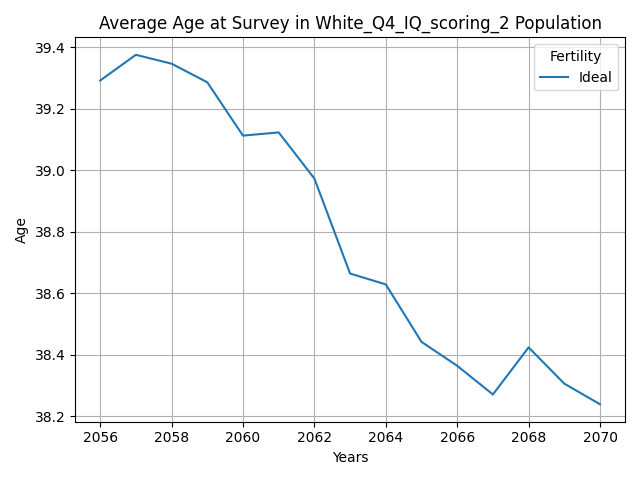 Average Age at Survey in White_Q4_IQ_scoring_2 Population
Fertility
Ideal
39.4
39.2
39.0
38.8
38.6
38.4
38.2
Age
2056 2058 2060 2062 2064 2066 2068 2070
Years